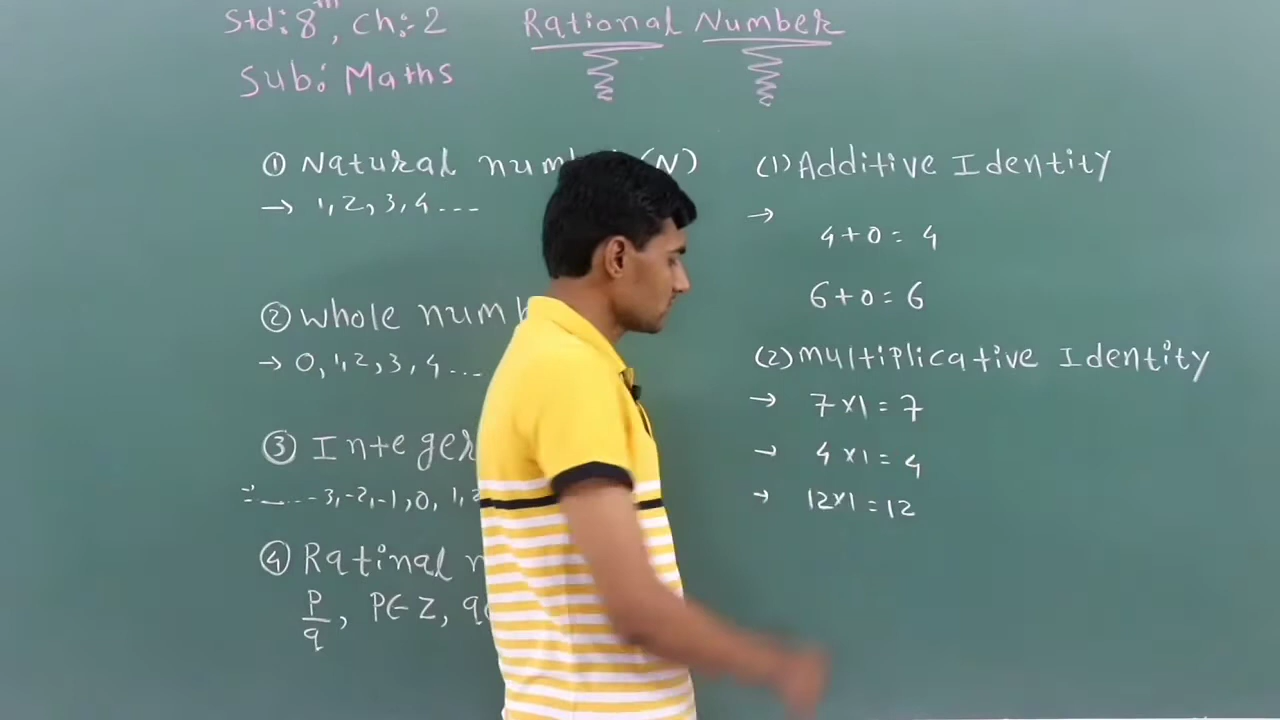 Std: 8th, Ch:- 2
Sub: Maths
Rational Number
① Natural num (N)
→ 1, 2, 3, 4 ---
② Whole num
→ 0, 1, 2, 3, 4 ...
③ Integer
-3, -2, -1, 0, 1, 2
④ Ratinal n
P/q, P∈Z, q
(1) Additive Identity
→
4+0 = 4
6+0 = 6
(2) Multiplicative Identity
→ 7×1 = 7
→ 4×1 = 4
→ 12×1 = 12